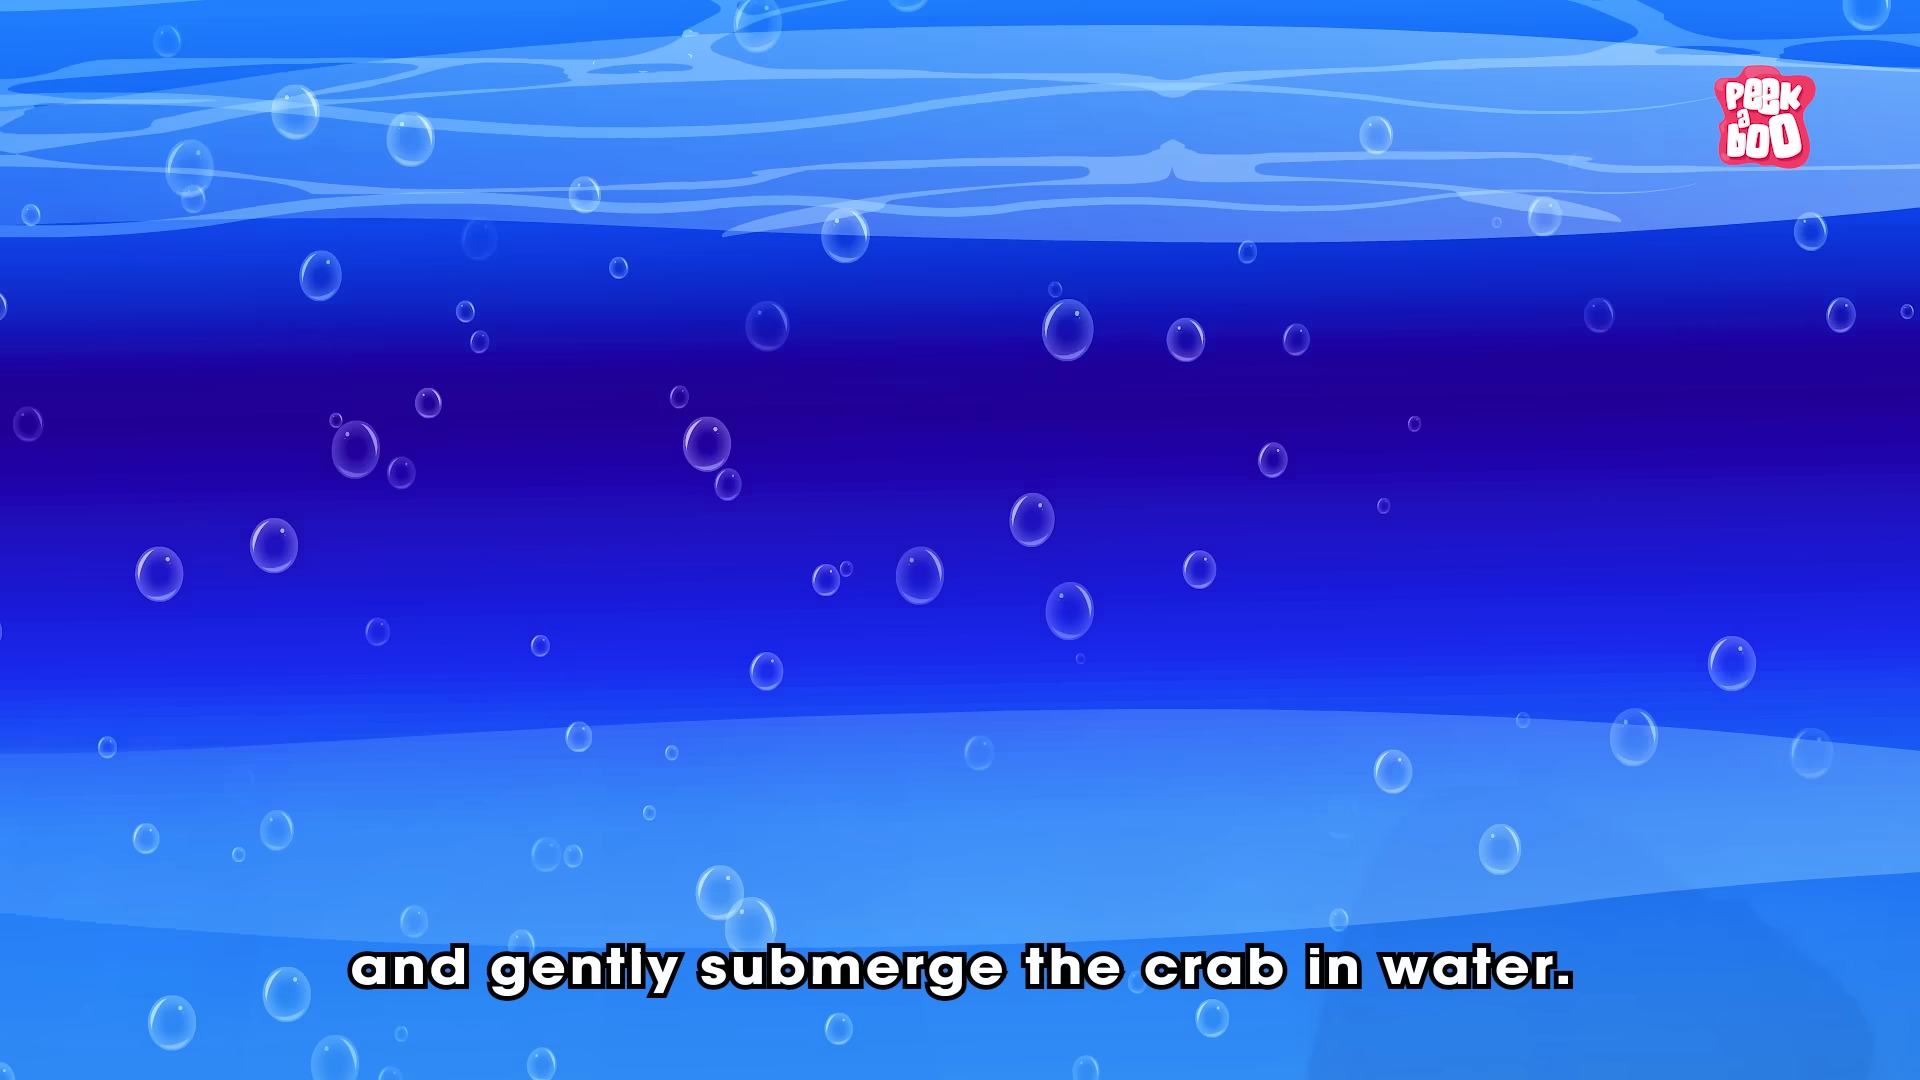 Peek
a
boo
and gently submerge the crab in water.